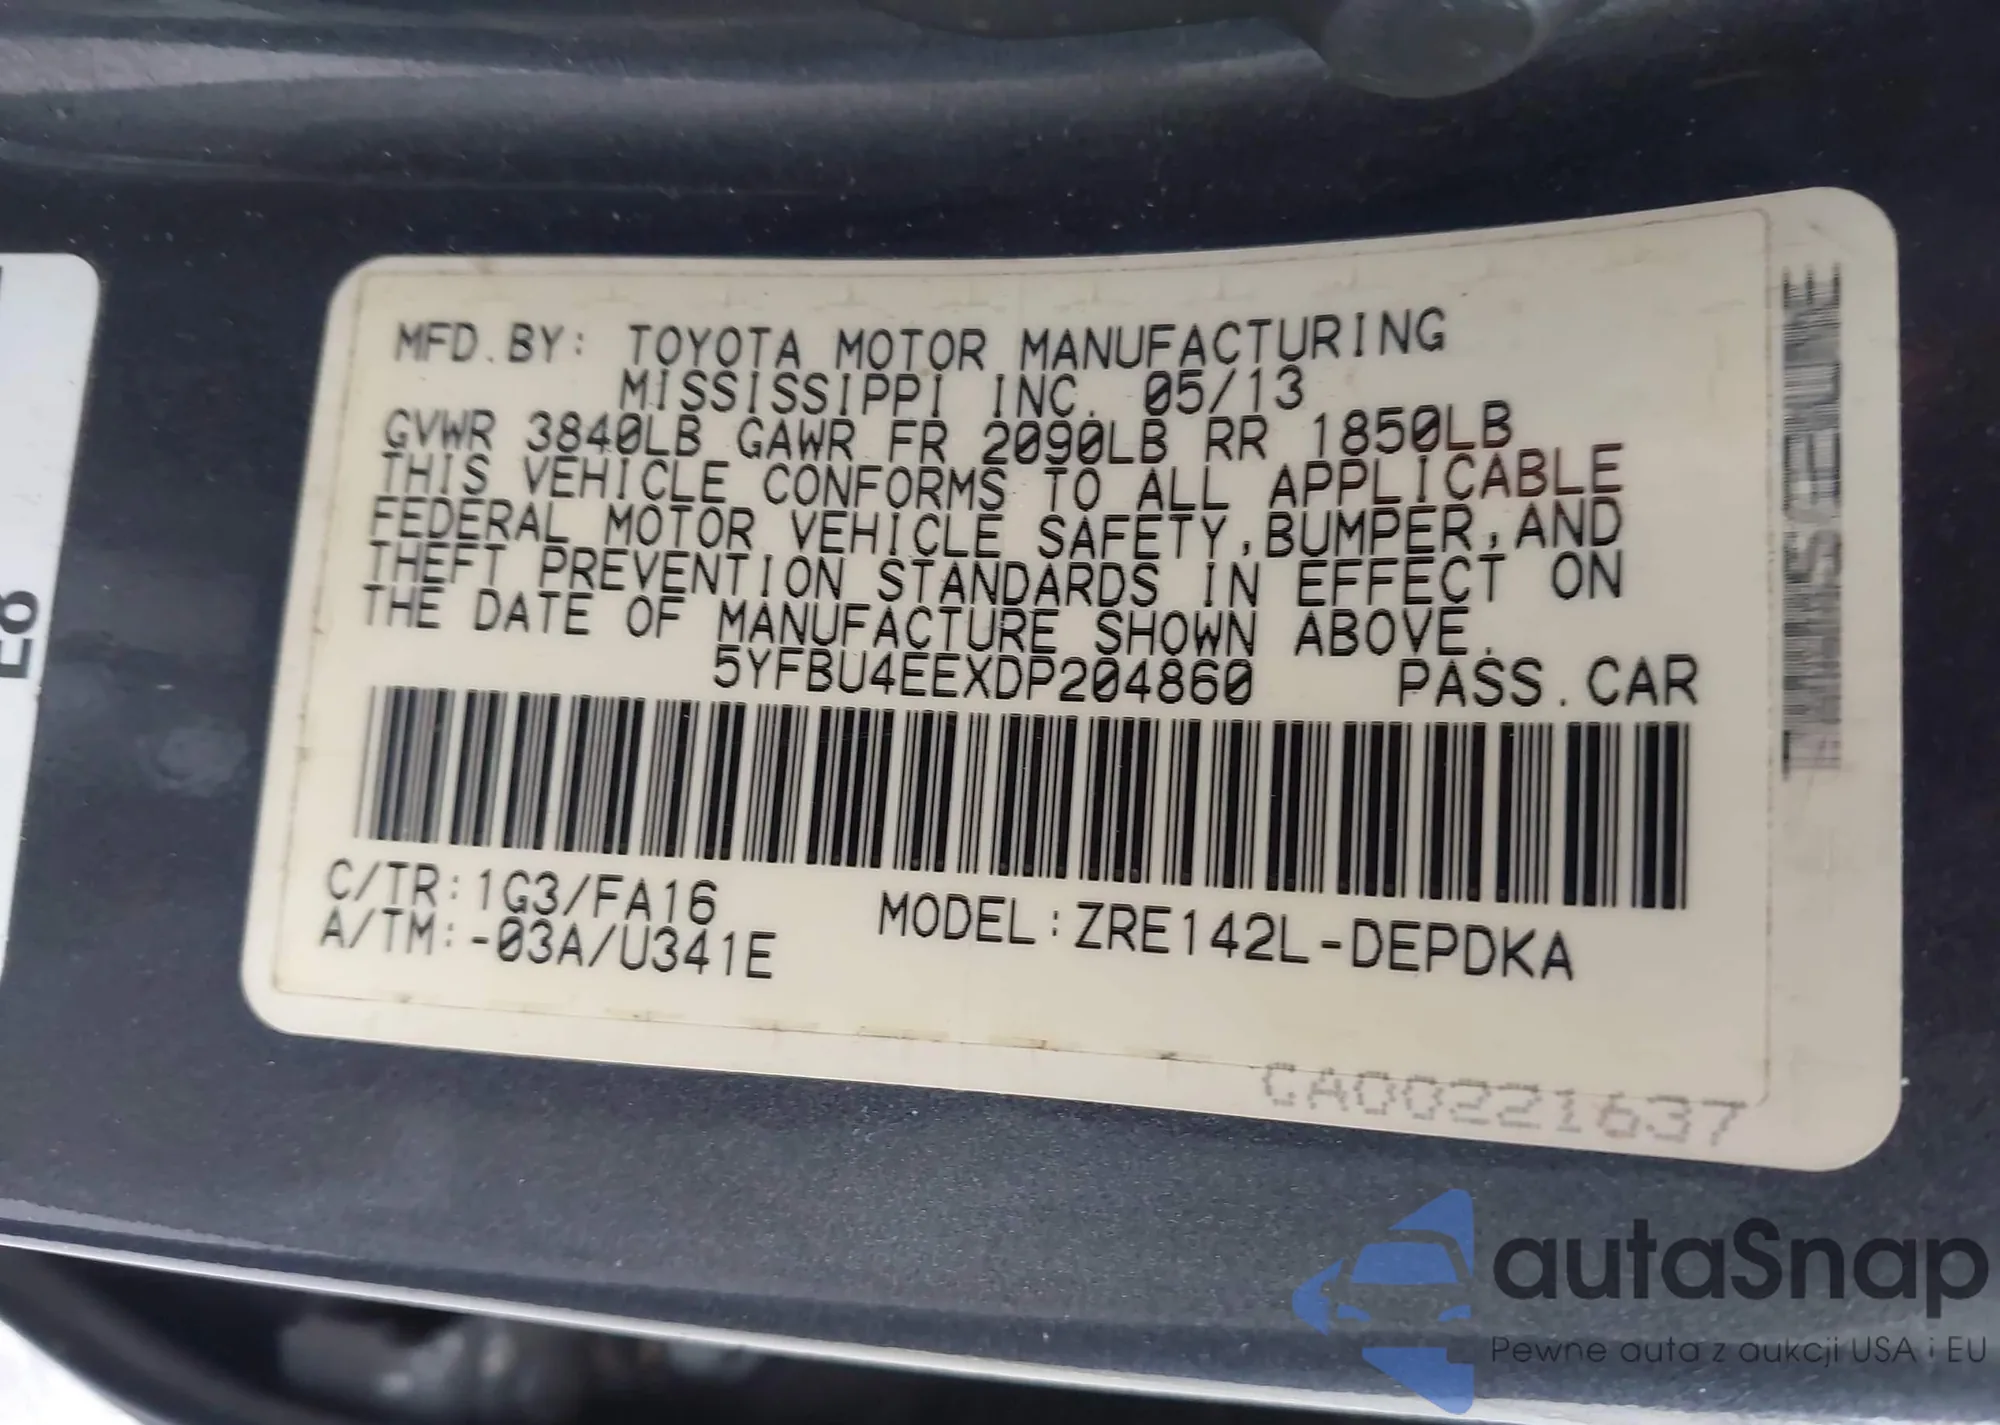 MFD.BY: TOYOTA MOTOR MANUFACTURING
MISSISSIPPI INC. 05/13
GVWR 3840LB GAWR FR 2090LB RR 1850LB
THIS VEHICLE CONFORMS TO ALL APPLICABLE
FEDERAL MOTOR VEHICLE SAFETY,BUMPER,AND
THEFT PREVENTION STANDARDS IN EFFECT ON
THE DATE OF MANUFACTURE SHOWN ABOVE.
5YFBU4EEXDP204860 PASS.CAR
C/TR:1G3/FA16
A/TM:-03A/U341E
MODEL:ZRE142L-DEPDKA
CA00221637
E8
autaSnap
Pewne auta z aukcji USA i EU